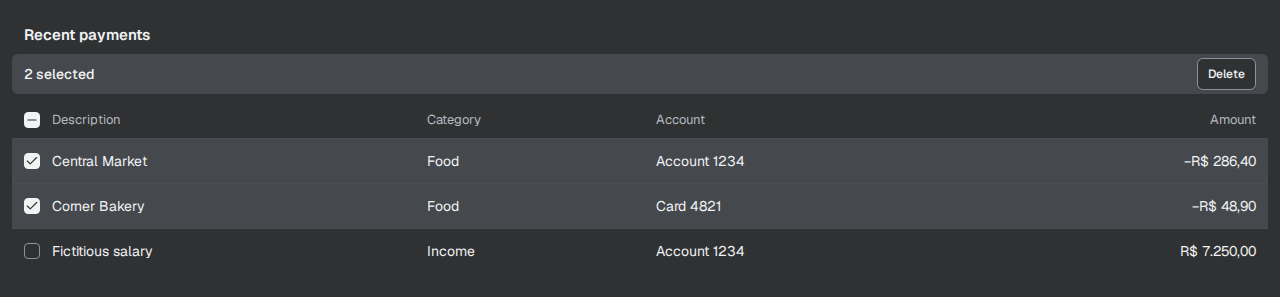 Recent payments
2 selected Delete
Description Category Account Amount
Central Market Food Account 1234 −R$ 286,40
Corner Bakery Food Card 4821 −R$ 48,90
Fictitious salary Income Account 1234 R$ 7.250,00